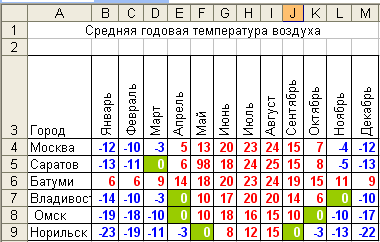 A B C D E F G H I J K L M
1 Средняя годовая температура воздуха
2
3 Город Январь Февраль Март Апрель Май Июнь Июль Август Сентябрь Октябрь Ноябрь Декабрь
4 Москва -12 -10 -3 5 13 20 23 24 15 7 -4 -12
5 Саратов -13 -11 0 6 98 18 24 25 15 8 -5 -13
6 Батуми 6 6 9 14 18 20 23 24 19 15 11 9
7 Владивост -14 -10 -3 0 10 17 20 20 14 6 0 -10
8 Омск -19 -18 -10 0 10 18 16 15 10 0 -10 -17
9 Норильск -23 -19 -11 -3 0 8 12 15 0 -3 -13 -22